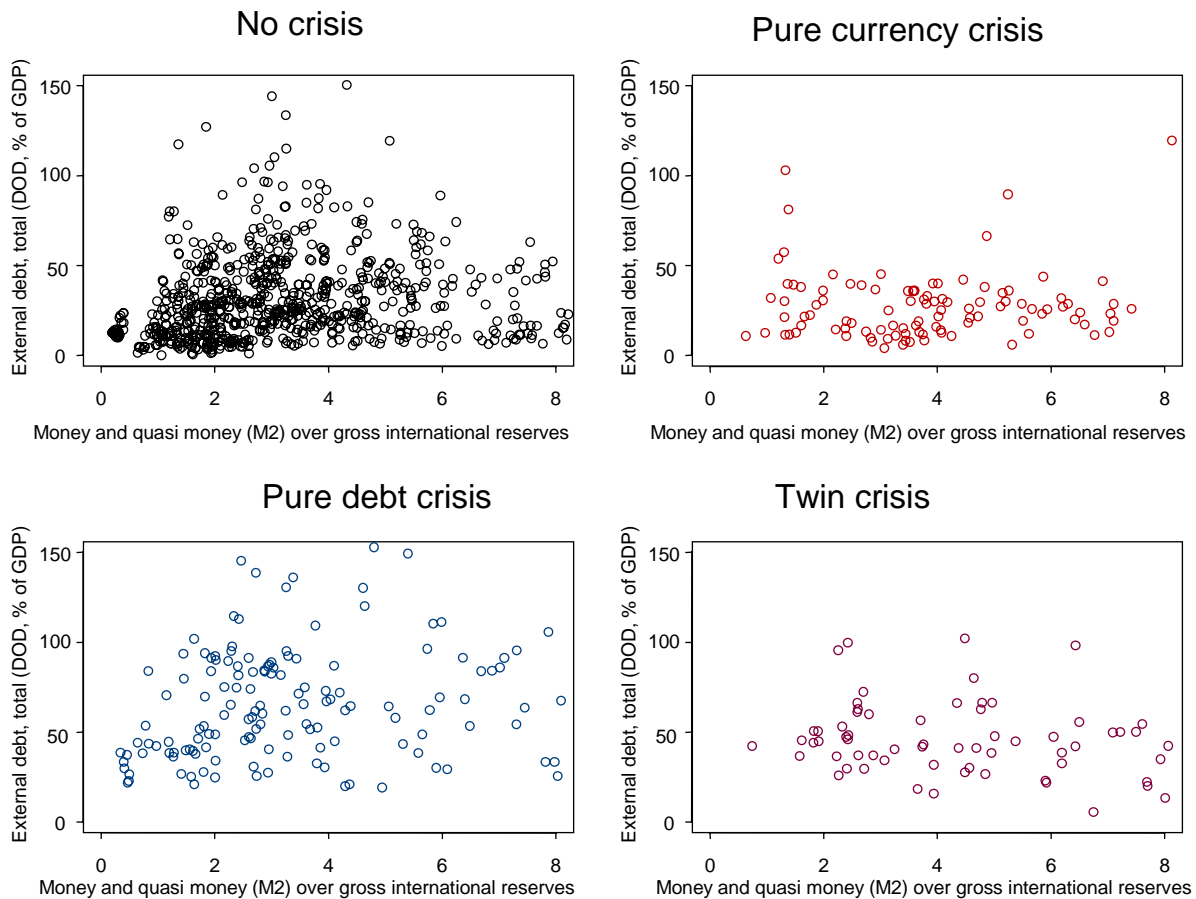 No crisis
External debt, total (DOD, % of GDP)
150
100
50
0
0 2 4 6 8
Money and quasi money (M2) over gross international reserves
Pure currency crisis
External debt, total (DOD, % of GDP)
150
100
50
0
0 2 4 6 8
Money and quasi money (M2) over gross international reserves
Pure debt crisis
External debt, total (DOD, % of GDP)
150
100
50
0
0 2 4 6 8
Money and quasi money (M2) over gross international reserves
Twin crisis
External debt, total (DOD, % of GDP)
150
100
50
0
0 2 4 6 8
Money and quasi money (M2) over gross international reserves